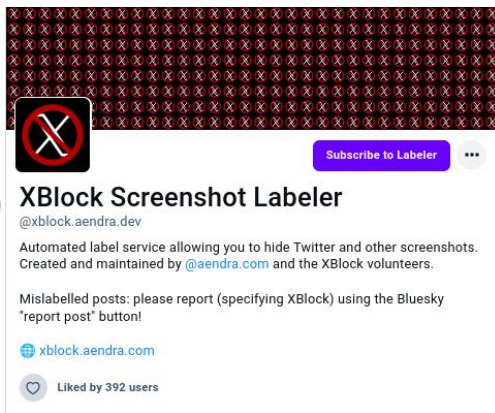 Subscribe to Labeler
XBlock Screenshot Labeler
@xblock.aendra.dev
Automated label service allowing you to hide Twitter and other screenshots.
Created and maintained by @aendra.com and the XBlock volunteers.
Mislabelled posts: please report (specifying XBlock) using the Bluesky
"report post" button!
xblock.aendra.com
Liked by 392 users